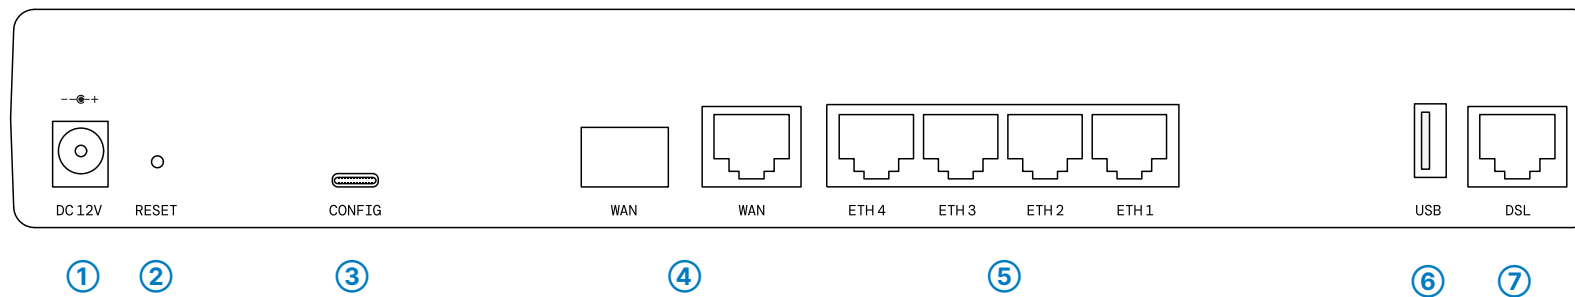 DC 12V RESET CONFIG WAN WAN ETH 4 ETH 3 ETH 2 ETH 1 USB DSL
1 2 3 4 5 6 7